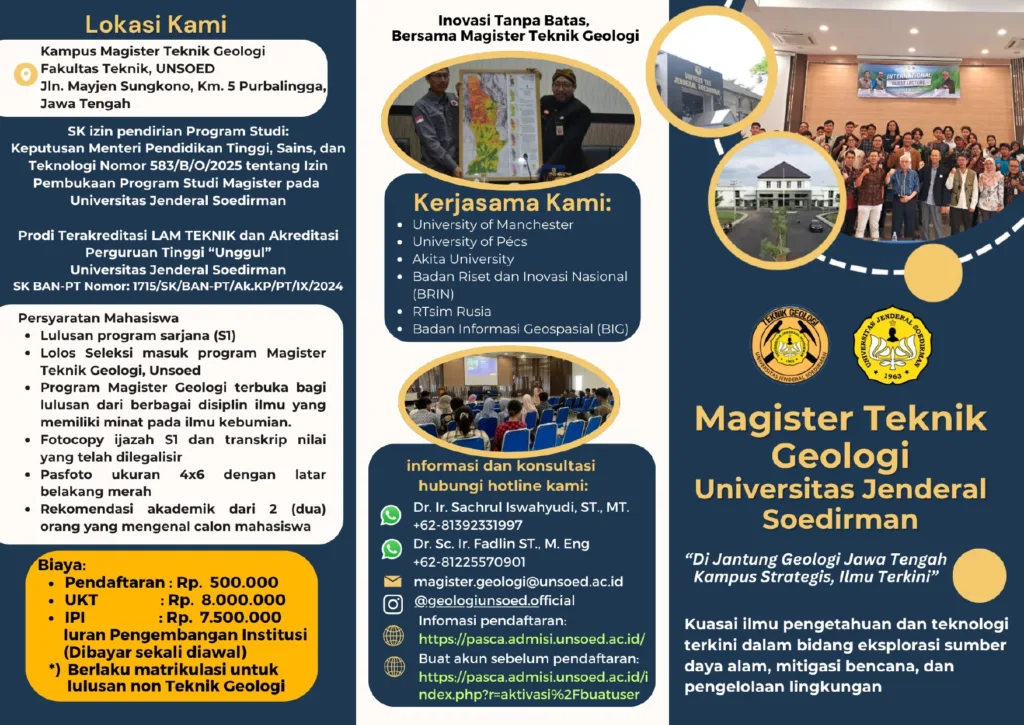 Lokasi Kami
Kampus Magister Teknik Geologi
Fakultas Teknik, UNSOED
Jln. Mayjen Sungkono, Km. 5 Purbalingga,
Jawa Tengah
SK izin pendirian Program Studi:
Keputusan Menteri Pendidikan Tinggi, Sains, dan
Teknologi Nomor 583/B/O/2025 tentang Izin
Pembukaan Program Studi Magister pada
Universitas Jenderal Soedirman
Prodi Terakreditasi LAM TEKNIK dan Akreditasi
Perguruan Tinggi “Unggul”
Universitas Jenderal Soedirman
SK BAN-PT Nomor: 1715/SK/BAN-PT/Ak.KP/PT/IX/2024
Persyaratan Mahasiswa
• Lulusan program sarjana (S1)
• Lolos Seleksi masuk program Magister
Teknik Geologi, Unsoed
• Program Magister Geologi terbuka bagi
lulusan dari berbagai disiplin ilmu yang
memiliki minat pada ilmu kebumian.
• Fotocopy ijazah S1 dan transkrip nilai
yang telah dilegalisir
• Pasfoto ukuran 4x6 dengan latar
belakang merah
• Rekomendasi akademik dari 2 (dua)
orang yang mengenal calon mahasiswa
Biaya:
• Pendaftaran : Rp. 500.000
• UKT : Rp. 8.000.000
• IPI : Rp. 7.500.000
Iuran Pengembangan Institusi
(Dibayar sekali diawal)
*) Berlaku matrikulasi untuk
lulusan non Teknik Geologi
Inovasi Tanpa Batas,
Bersama Magister Teknik Geologi
Kerjasama Kami:
• University of Manchester
• University of Pécs
• Akita University
• Badan Riset dan Inovasi Nasional
(BRIN)
• RTsim Rusia
• Badan Informasi Geospasial (BIG)
informasi dan konsultasi
hubungi hotline kami:
Dr. Ir. Sachrul Iswahyudi, ST., MT.
+62-81392331997
Dr. Sc. Ir. Fadlin ST., M. Eng
+62-81225570901
magister.geologi@unsoed.ac.id
@geologiunsoed.official
Infomasi pendaftaran:
https://pasca.admisi.unsoed.ac.id/
Buat akun sebelum pendaftaran:
https://pasca.admisi.unsoed.ac.id/i
ndex.php?r=aktivasi%2Fbuatuser
JENDERAL SOEDIRMAN
INTERNATIONAL
TEKNIK GEOLOGI
UNIVERSITAS JENDERAL SOEDIRMAN
UNIVERSITAS JENDERAL SOEDIRMAN
1963
Magister Teknik
Geologi
Universitas Jenderal
Soedirman
“Di Jantung Geologi Jawa Tengah
Kampus Strategis, Ilmu Terkini”
Kuasai ilmu pengetahuan dan teknologi
terkini dalam bidang eksplorasi sumber
daya alam, mitigasi bencana, dan
pengelolaan lingkungan